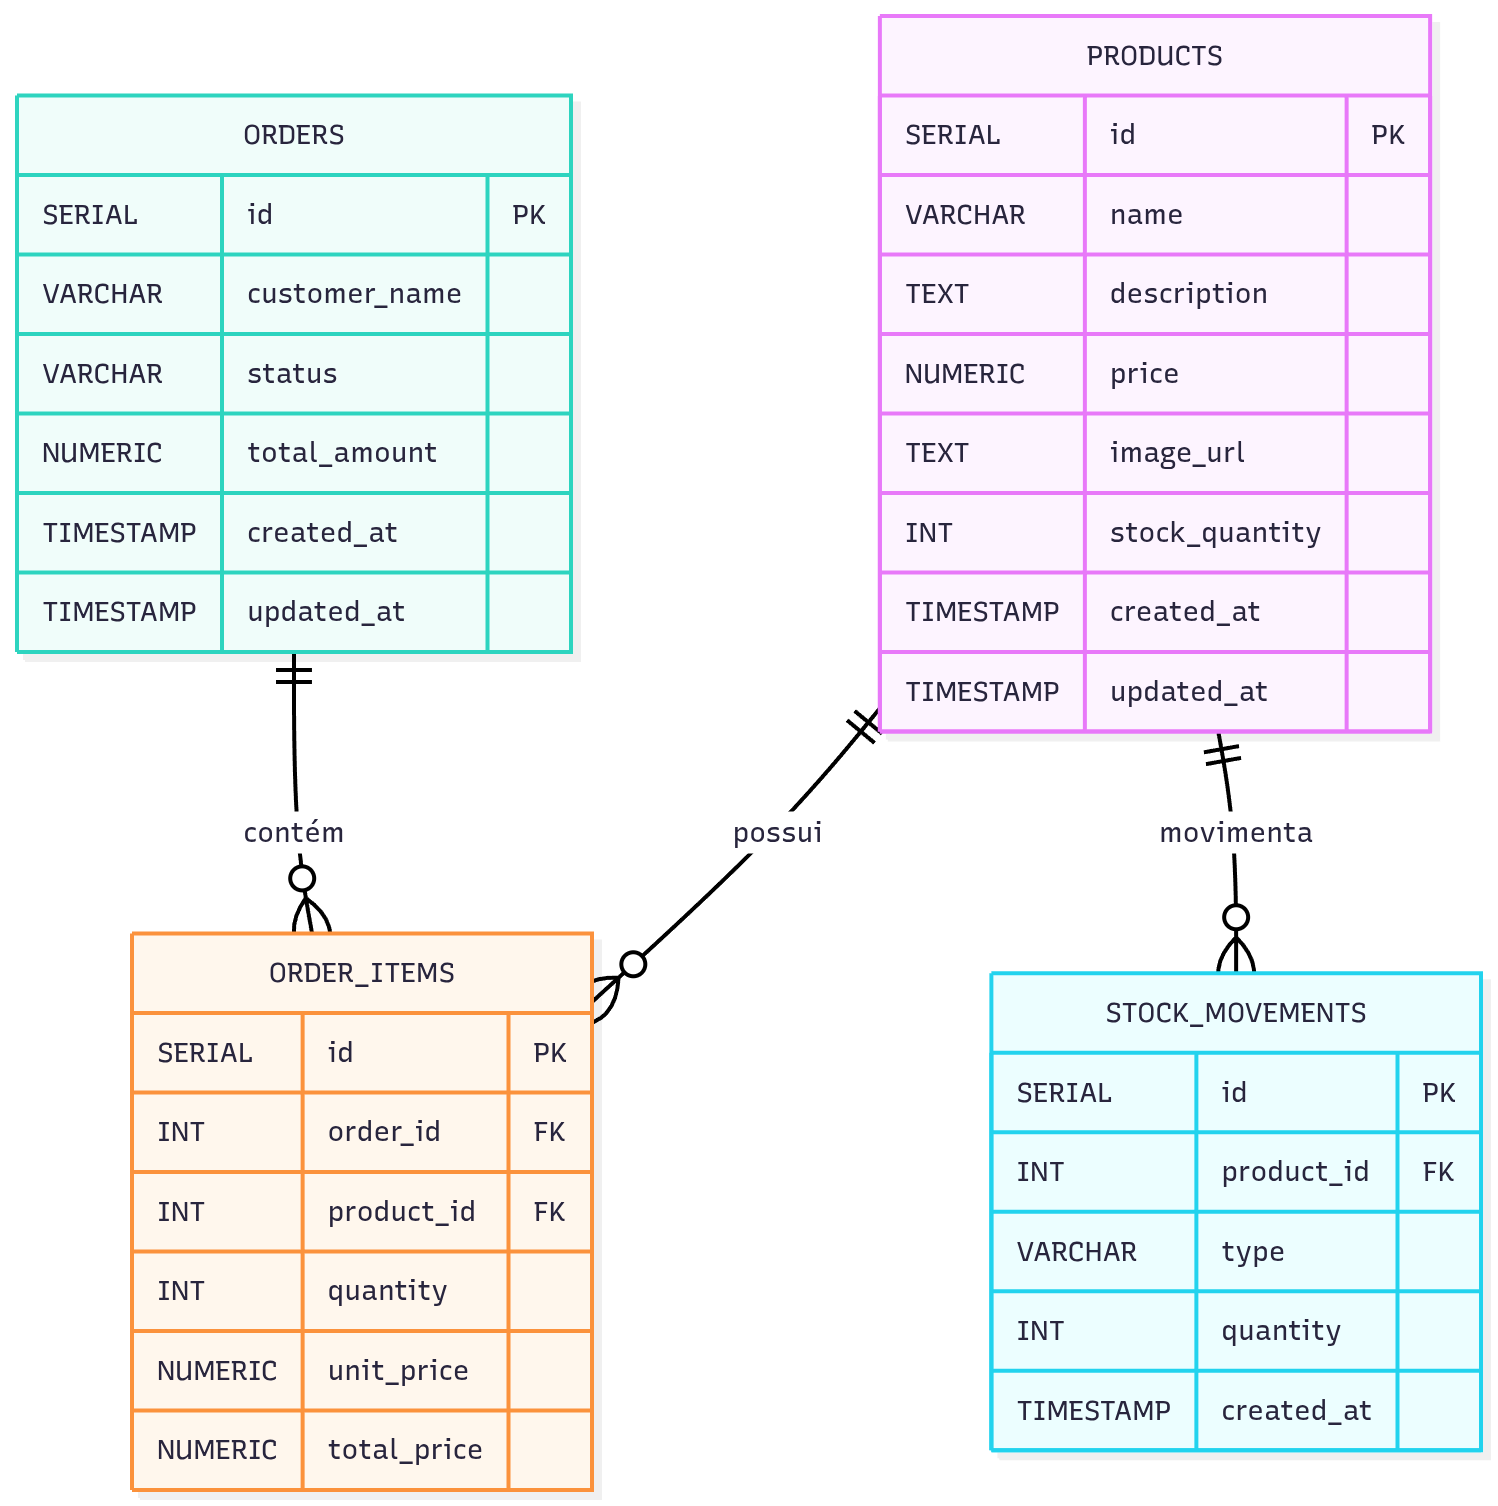 ORDERS
SERIAL id PK
VARCHAR customer_name
VARCHAR status
NUMERIC total_amount
TIMESTAMP created_at
TIMESTAMP updated_at
PRODUCTS
SERIAL id PK
VARCHAR name
TEXT description
NUMERIC price
TEXT image_url
INT stock_quantity
TIMESTAMP created_at
TIMESTAMP updated_at
contém
possui
movimenta
ORDER_ITEMS
SERIAL id PK
INT order_id FK
INT product_id FK
INT quantity
NUMERIC unit_price
NUMERIC total_price
STOCK_MOVEMENTS
SERIAL id PK
INT product_id FK
VARCHAR type
INT quantity
TIMESTAMP created_at